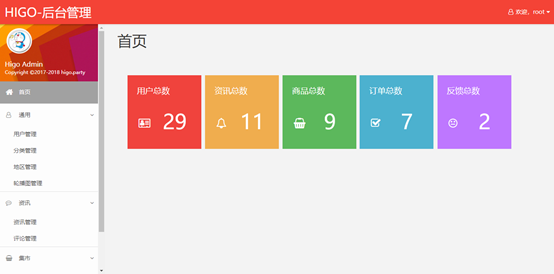 HIGO-后台管理
欢迎，root
Higo Admin
Copyright ©2017-2018 higo.party
首页
通用
用户管理
分类管理
地区管理
轮播图管理
资讯
资讯管理
评论管理
集市
首页
用户总数
29
资讯总数
11
商品总数
9
订单总数
7
反馈总数
2